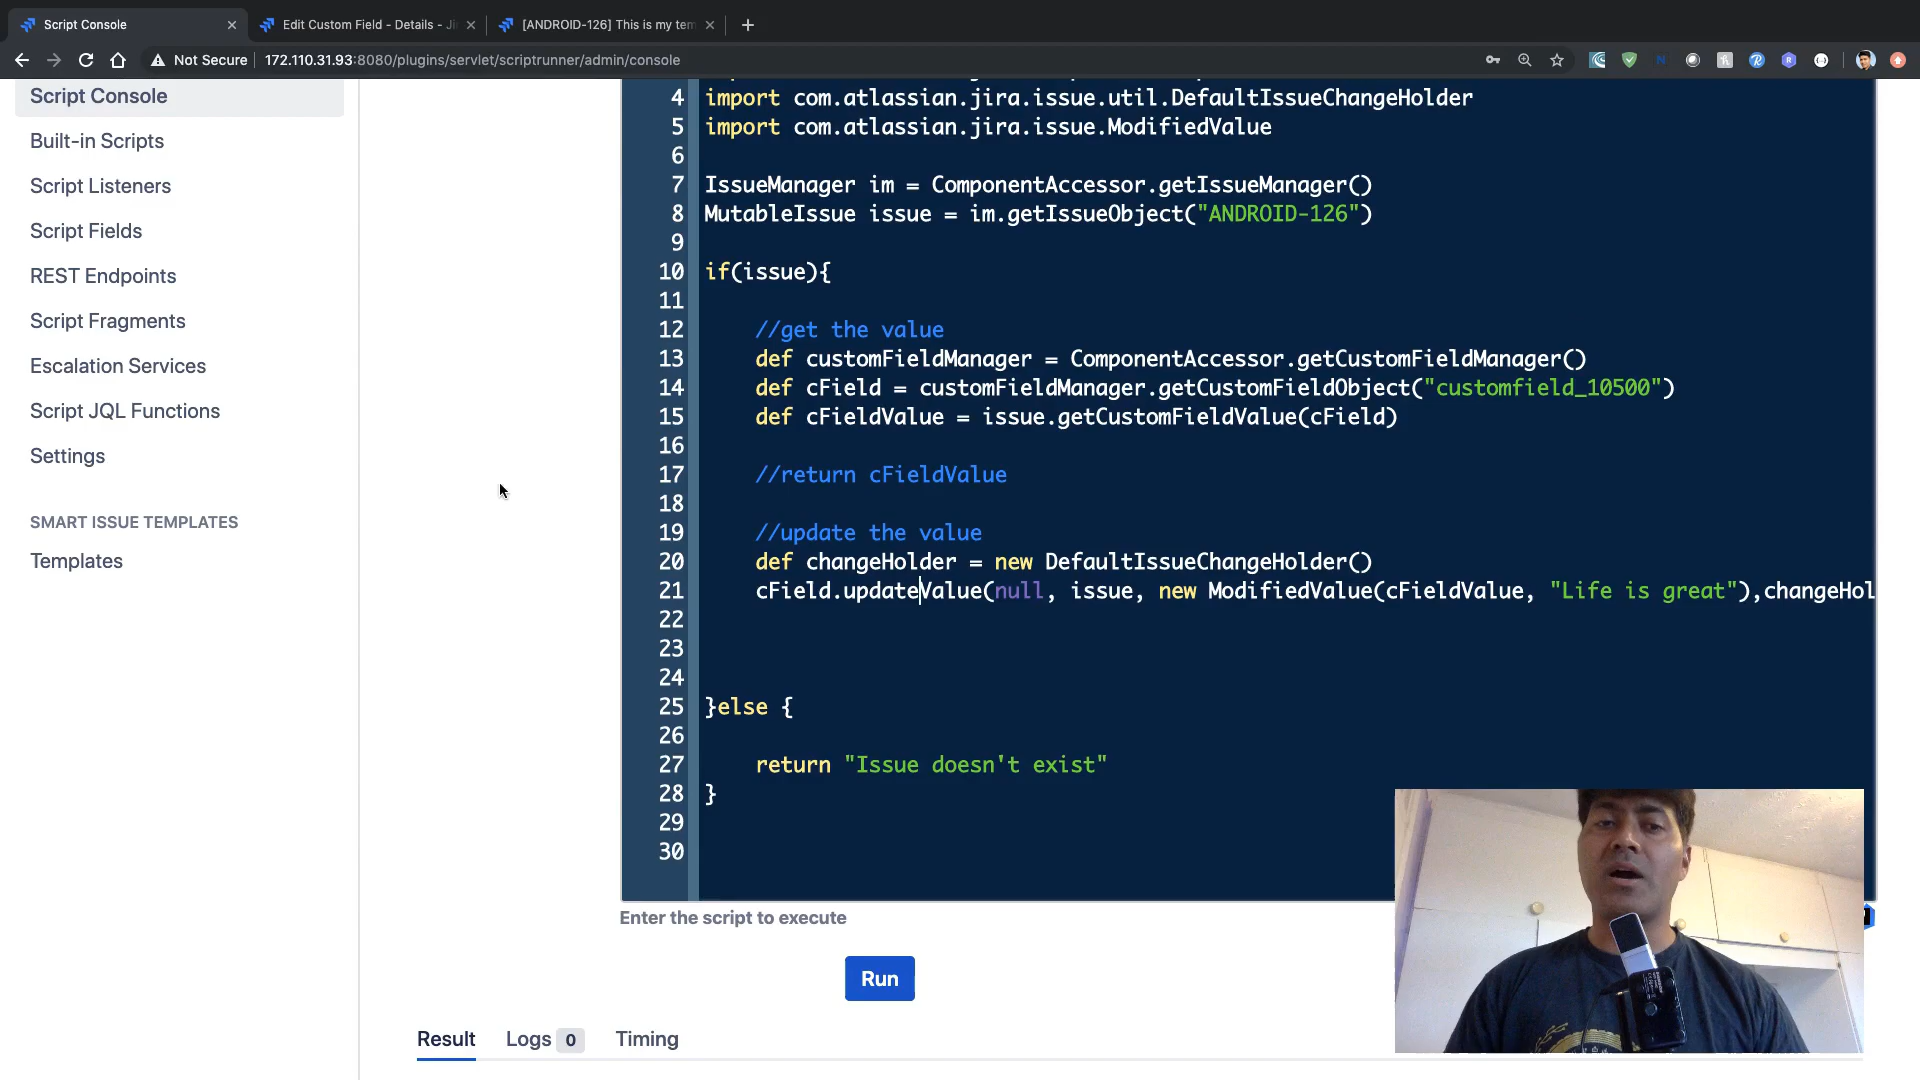 Script Console
Edit Custom Field - Details - Ji
[ANDROID-126] This is my tem
Not Secure
172.110.31.93:8080/plugins/servlet/scriptrunner/admin/console
Script Console
Built-in Scripts
Script Listeners
Script Fields
REST Endpoints
Script Fragments
Escalation Services
Script JQL Functions
Settings
SMART ISSUE TEMPLATES
Templates
4 import com.atlassian.jira.issue.util.DefaultIssueChangeHolder
5 import com.atlassian.jira.issue.ModifiedValue
6
7 IssueManager im = ComponentAccessor.getIssueManager()
8 MutableIssue issue = im.getIssueObject("ANDROID-126")
9
10 if(issue){
11
12 //get the value
13 def customFieldManager = ComponentAccessor.getCustomFieldManager()
14 def cField = customFieldManager.getCustomFieldObject("customfield_10500")
15 def cFieldValue = issue.getCustomFieldValue(cField)
16
17 //return cFieldValue
18
19 //update the value
20 def changeHolder = new DefaultIssueChangeHolder()
21 cField.updateValue(null, issue, new ModifiedValue(cFieldValue, "Life is great"),changeHol
22
23
24
25 }else {
26
27 return "Issue doesn't exist"
28 }
29
30
Enter the script to execute
Run
Result
Logs 0
Timing